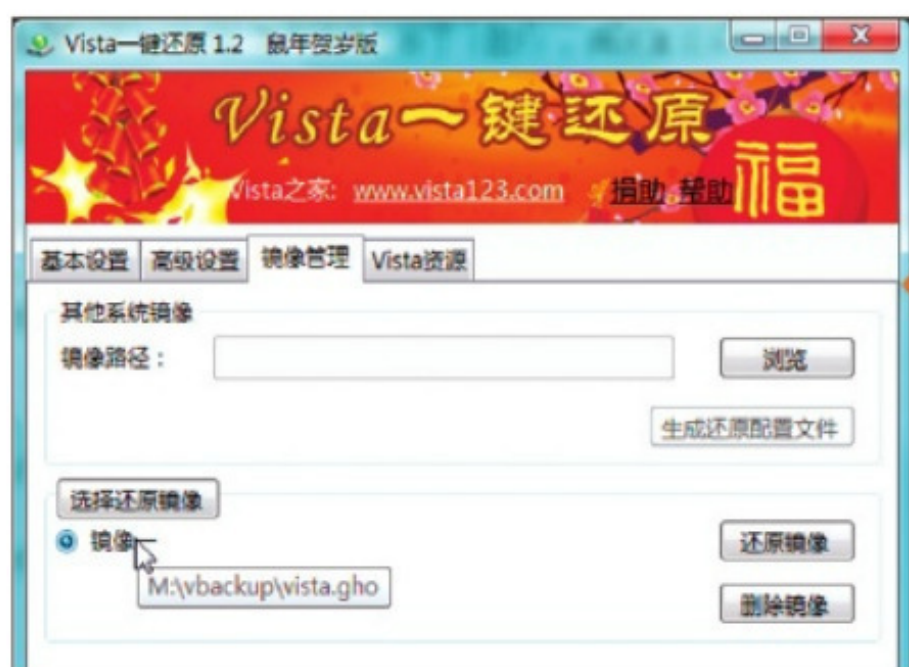 Vista一键还原 1.2 鼠年贺岁版
Vista一键还原
福
Vista之家: www.vista123.com 捐助 帮助
基本设置 高级设置 镜像管理 Vista资源
其他系统镜像
镜像路径： 浏览
生成还原配置文件
选择还原镜像
镜像一 还原镜像
M:\vbackup\vista.gho
删除镜像